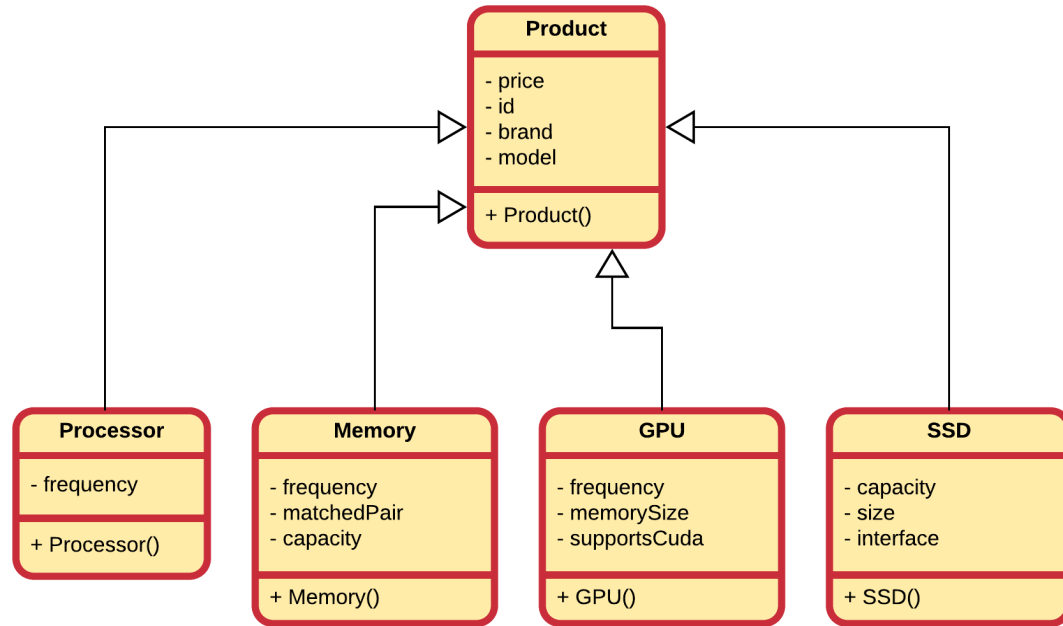 Product
- price
- id
- brand
- model
+ Product()
Processor
- frequency
+ Processor()
Memory
- frequency
- matchedPair
- capacity
+ Memory()
GPU
- frequency
- memorySize
- supportsCuda
+ GPU()
SSD
- capacity
- size
- interface
+ SSD()